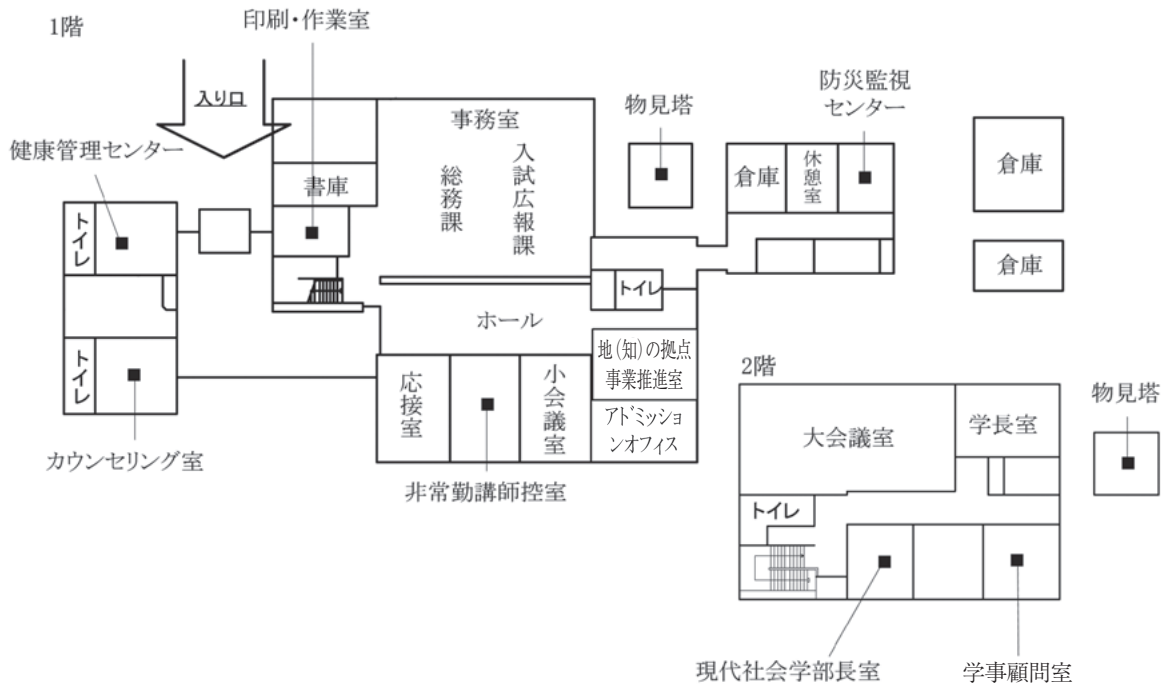 1階
印刷・作業室
入り口
健康管理センター
事務室
物見塔
防災監視
センター
書庫
総務課
入試広報課
倉庫
休憩室
倉庫
トイレ
倉庫
トイレ
ホール
トイレ
地(知)の拠点
事業推進室
応接室
小会議室
アドミッショ
ンオフィス
カウンセリング室
非常勤講師控室
2階
大会議室
学長室
物見塔
トイレ
現代社会学部長室
学事顧問室